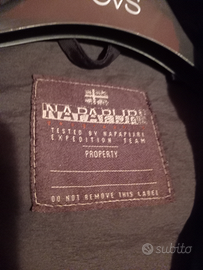 OVS
NAPAPIJRI
TESTED BY NAPAPIJRI
EXPEDITION TEAM
PROPERTY
DO NOT REMOVE THIS LABEL
subito